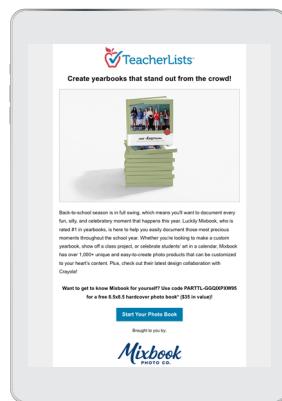 TeacherLists
Create yearbooks that stand out from the crowd!
our classroom
Back-to-school season is in full swing, which means you'll want to document every
fun, silly, and celebratory moment that happens this year. Luckily Mixbook, who is
rated #1 in yearbooks, is here to help you easily document those most precious
moments throughout the school year. Whether you're looking to make a custom
yearbook, show off a class project, or celebrate students' art in a calendar, Mixbook
has over 1,000+ unique and easy-to-create photo products that can be customized
to your heart's content. Plus, check out their latest design collaboration with
Crayola!
Want to get to know Mixbook for yourself? Use code
for a free 8.5x8.5 hardcover photo book* ($35 in value)!
Start Your Photo Book
Brought to you by:
Mixbook
PHOTO CO.